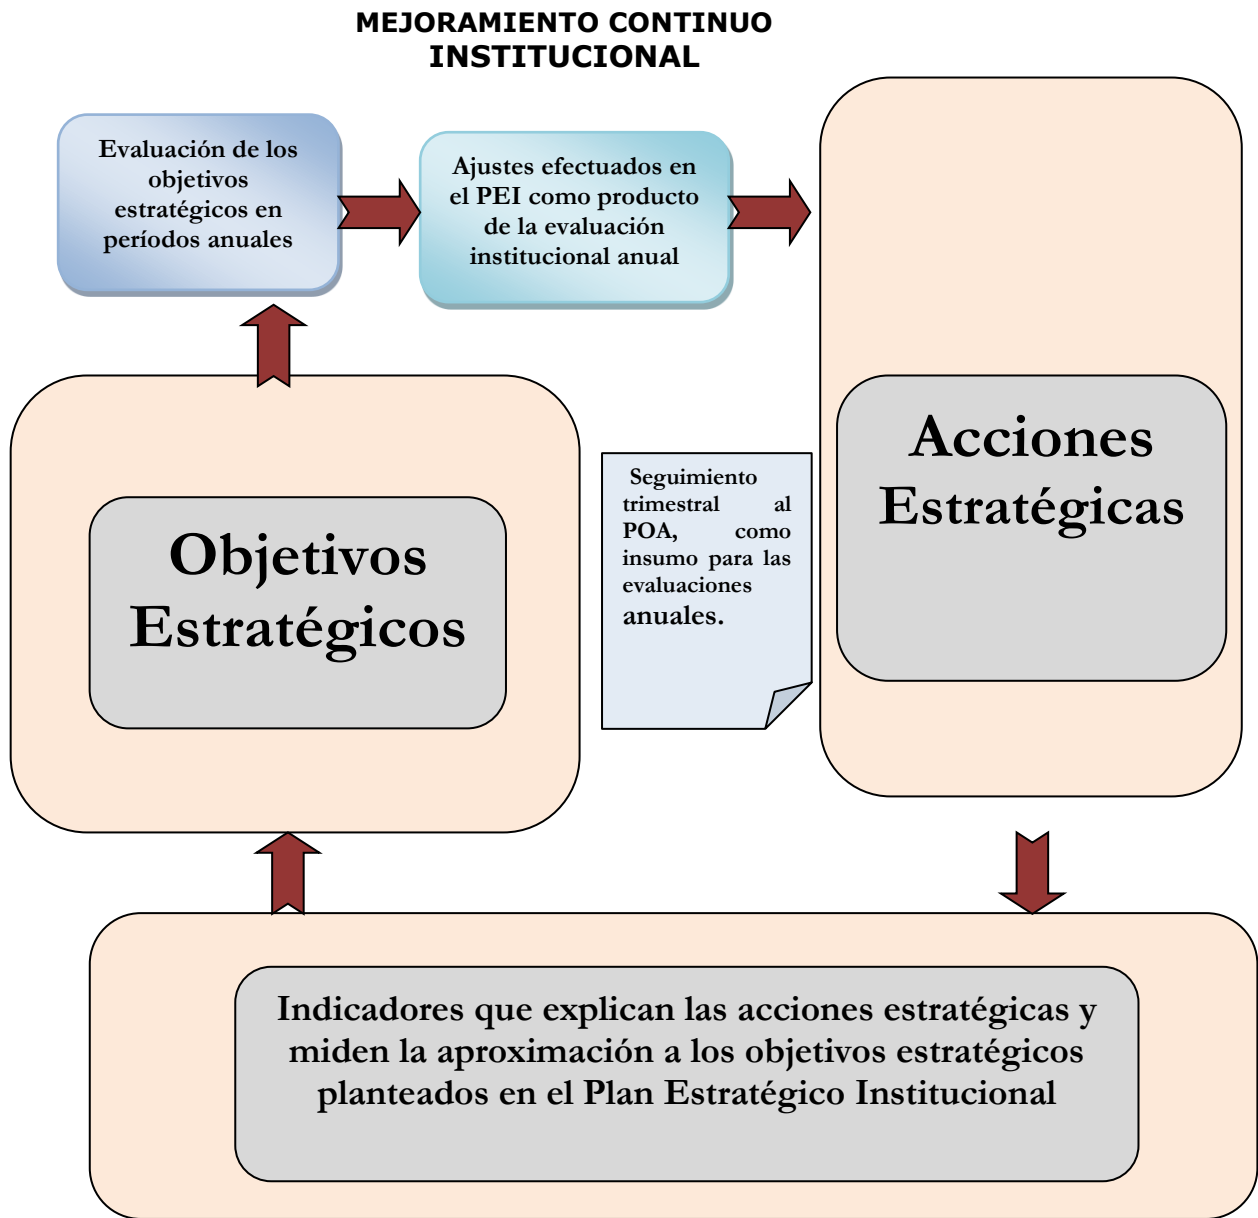 MEJORAMIENTO CONTINUO
INSTITUCIONAL
Evaluación de los
objetivos
estratégicos en
períodos anuales
Ajustes efectuados en
el PEI como producto
de la evaluación
institucional anual
Acciones
Estratégicas
Seguimiento
trimestral al
POA, como
insumo para las
evaluaciones
anuales.
Objetivos
Estratégicos
Indicadores que explican las acciones estratégicas y
miden la aproximación a los objetivos estratégicos
planteados en el Plan Estratégico Institucional